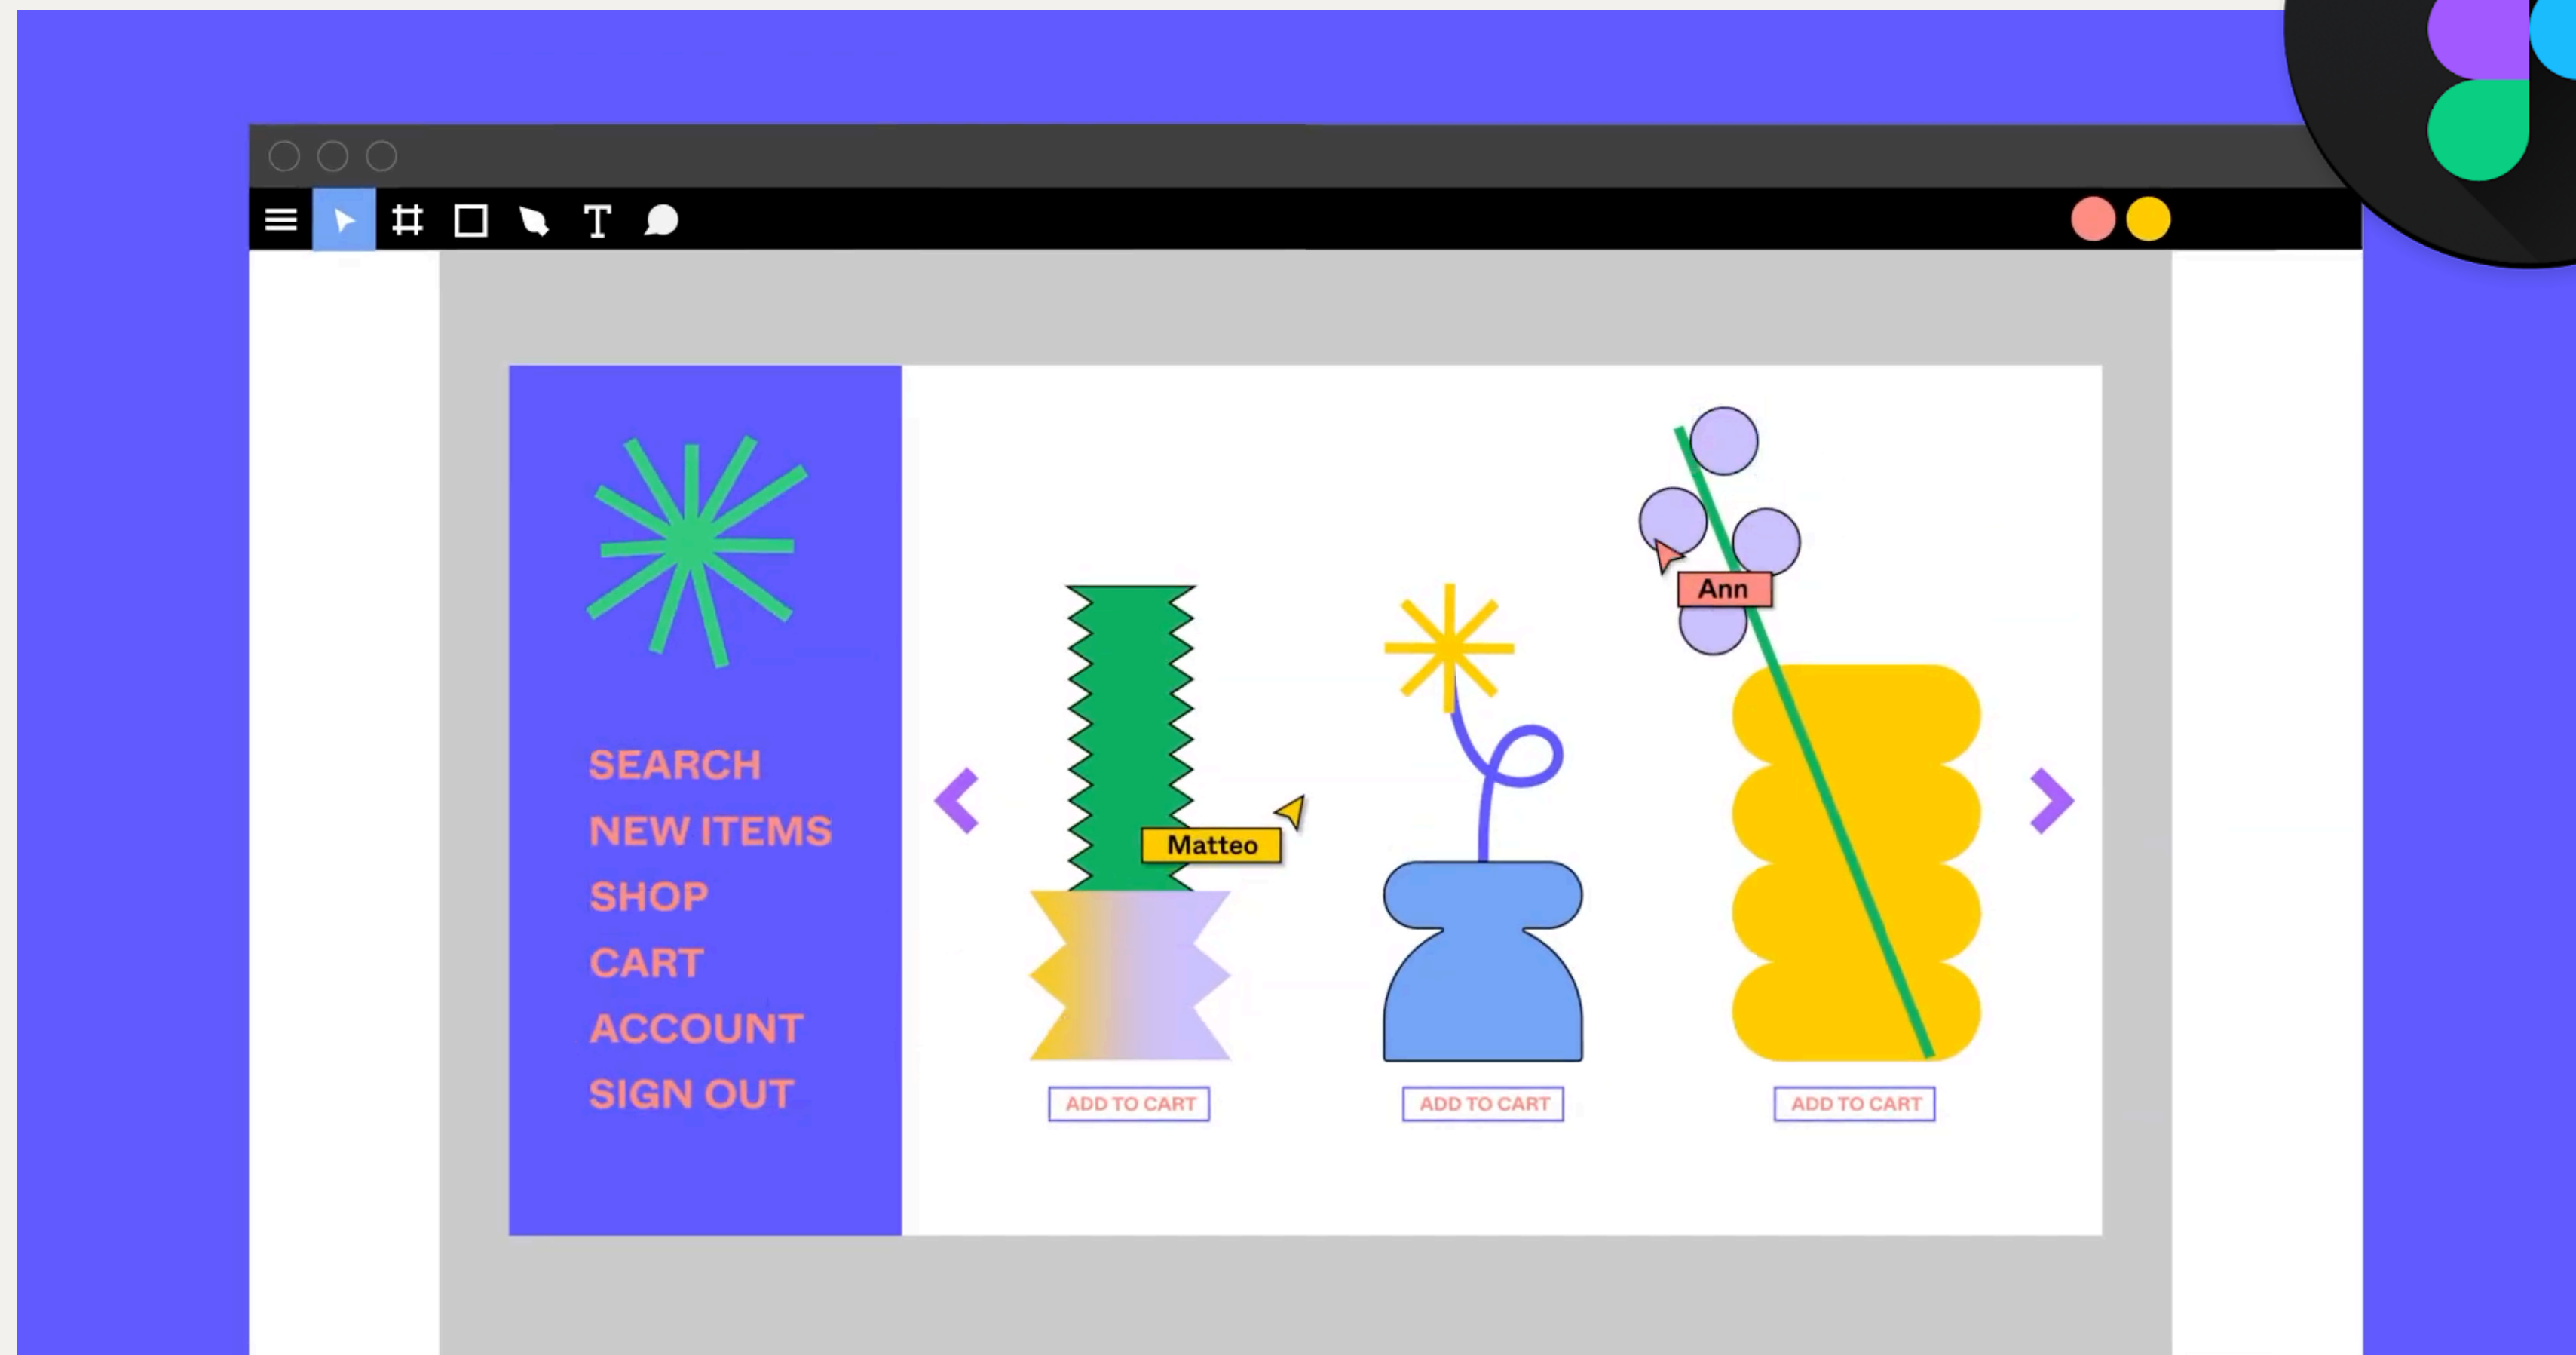 SEARCH
NEW ITEMS
SHOP
CART
ACCOUNT
SIGN OUT
Ann
Matteo
ADD TO CART
ADD TO CART
ADD TO CART